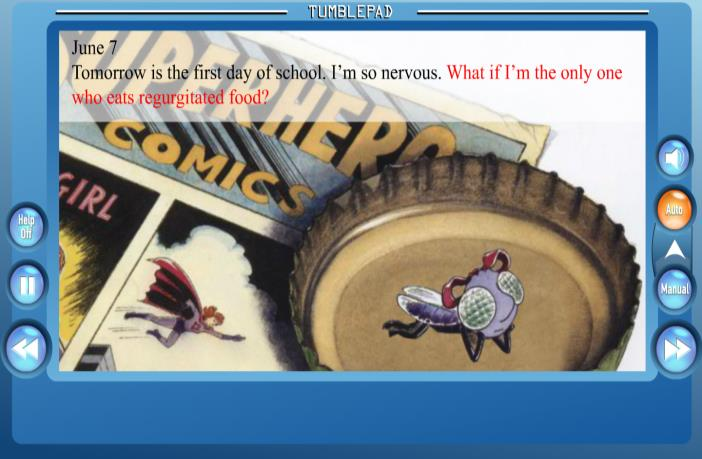 TUMBLEPAD
June 7
Tomorrow is the first day of school. I'm so nervous. What if I'm the only one
who eats regurgitated food?
SUPERHERO
COMICS
GIRL
Help
Off
Auto
Manual